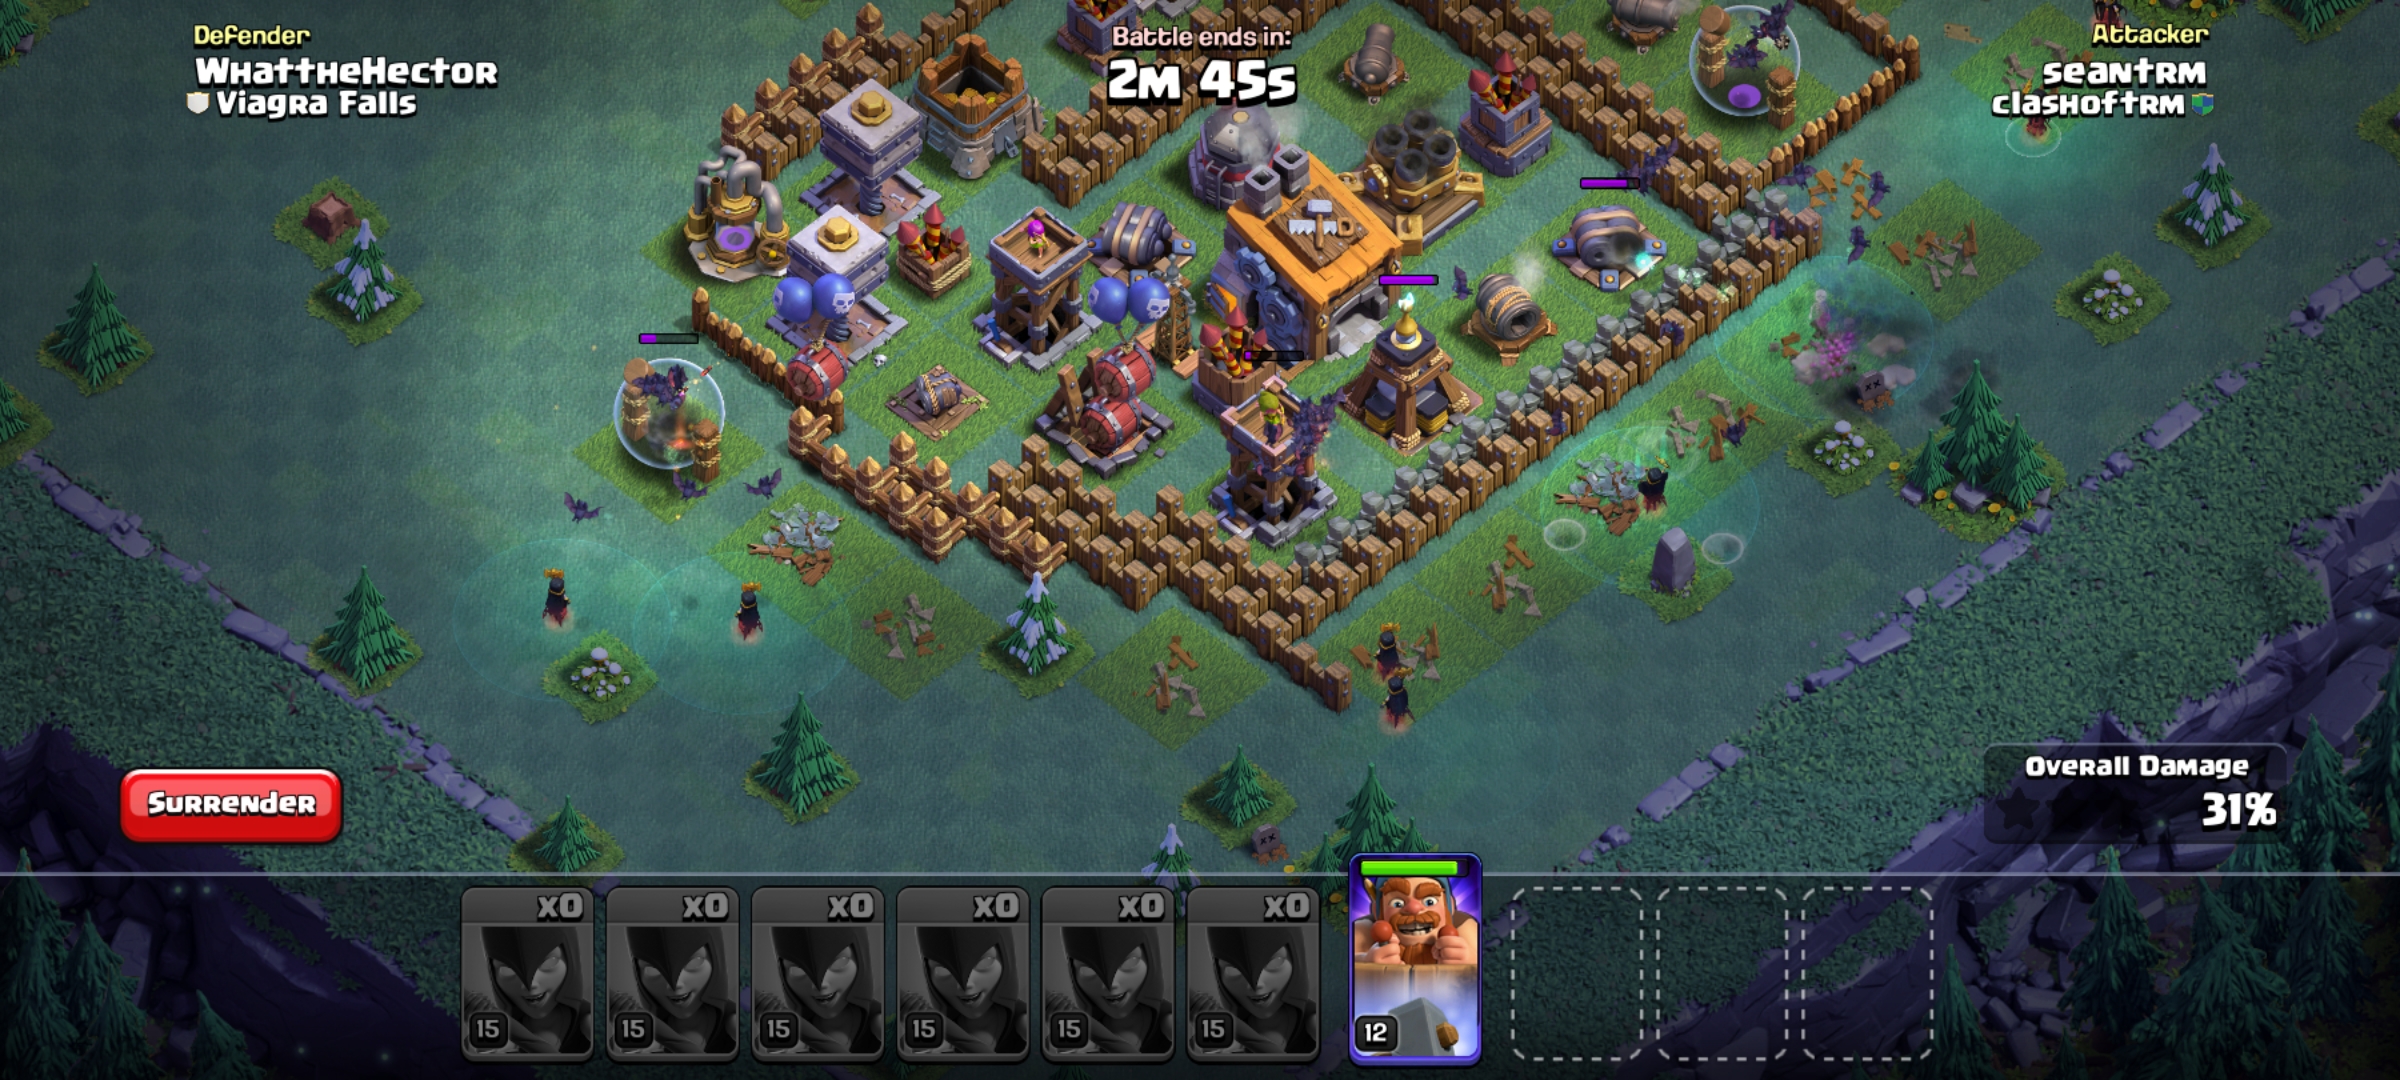 Defender
WhattheHector
Viagra Falls
Battle ends in:
2M 45s
Attacker
seantRM
clashoftRM
Surrender
Overall Damage
31%
x0 x0 x0 x0 x0 x0
15 15 15 15 15 15 12